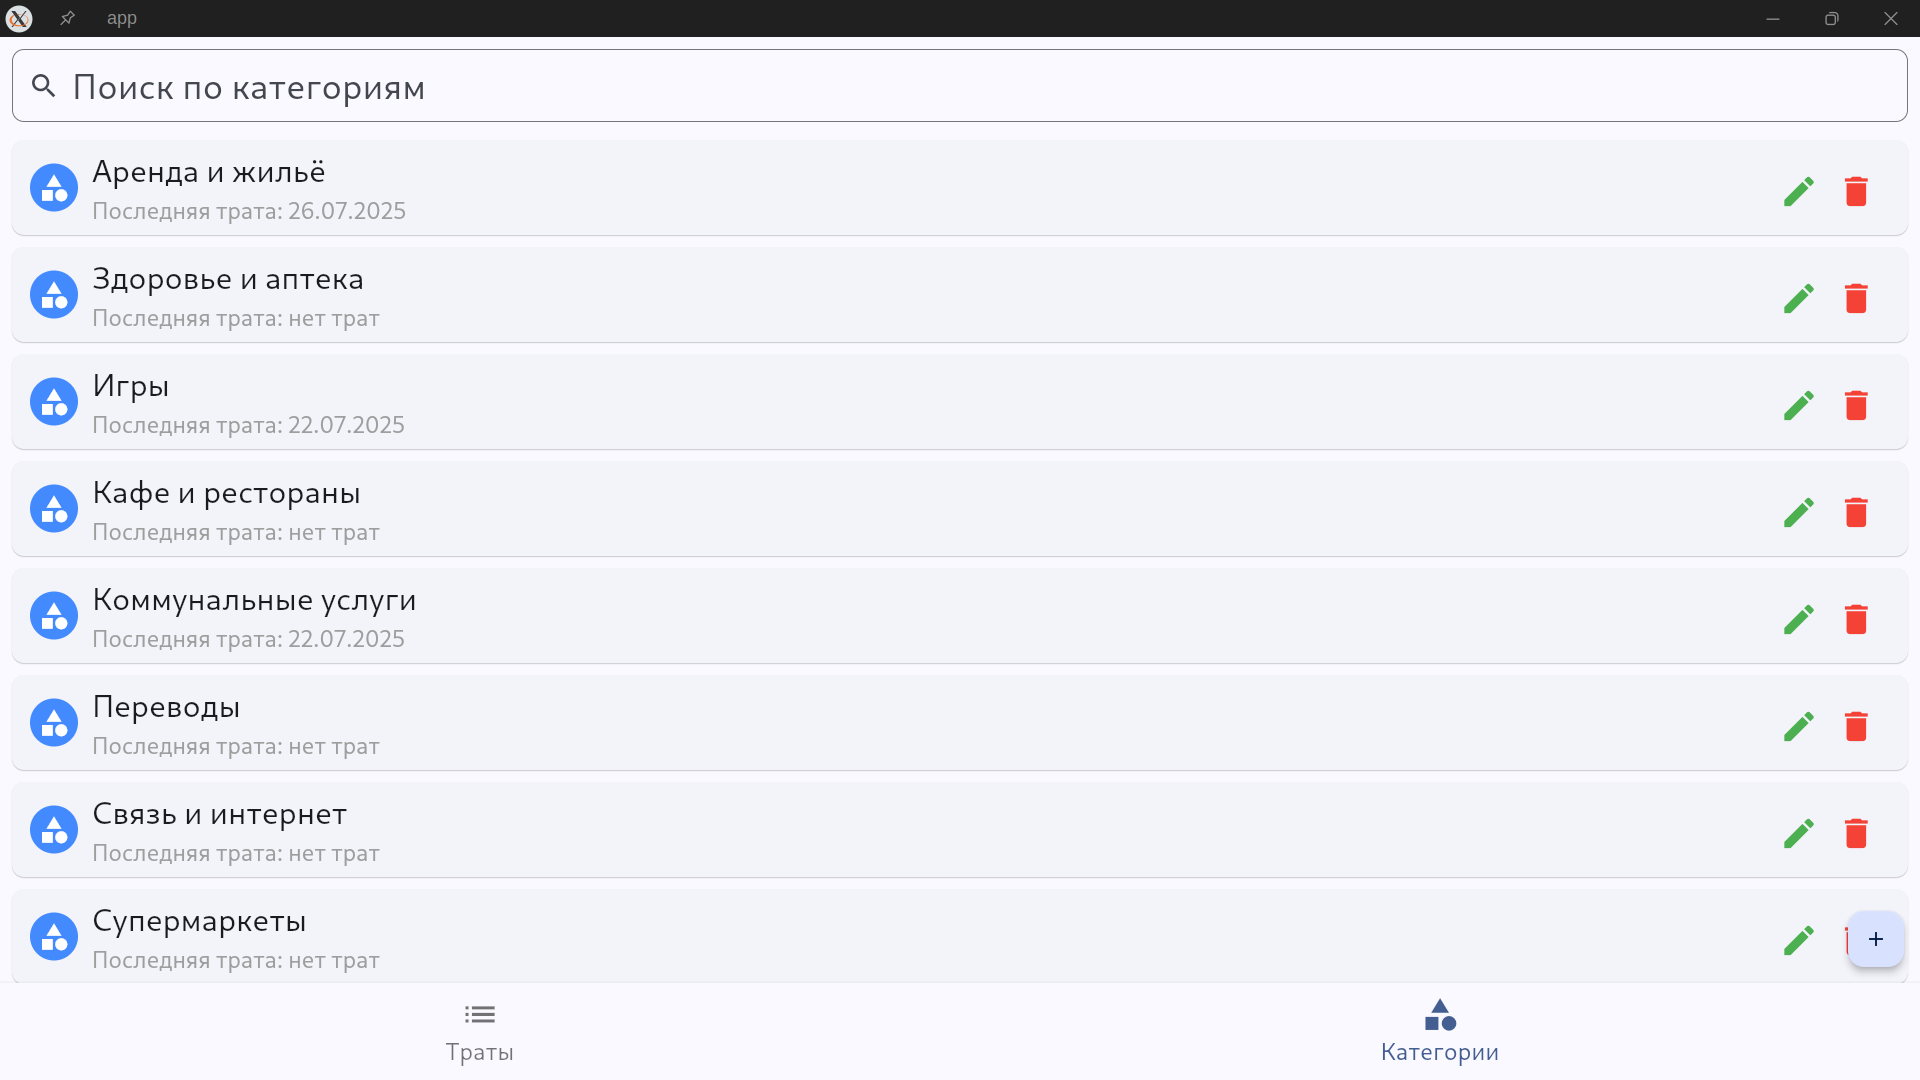 app
Поиск по категориям
Аренда и жильё
Последняя трата: 26.07.2025
Здоровье и аптека
Последняя трата: нет трат
Игры
Последняя трата: 22.07.2025
Кафе и рестораны
Последняя трата: нет трат
Коммунальные услуги
Последняя трата: 22.07.2025
Переводы
Последняя трата: нет трат
Связь и интернет
Последняя трата: нет трат
Супермаркеты
Последняя трата: нет трат
Траты
Категории